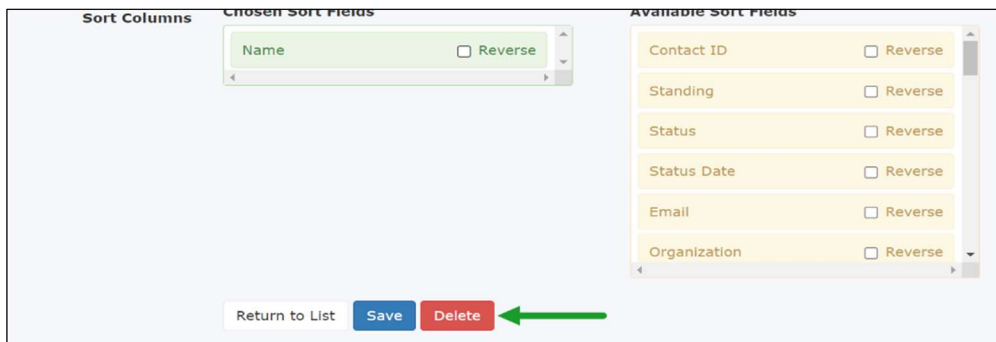 Sort Columns
Chosen Sort Fields
Name Reverse
Available Sort Fields
Contact ID Reverse
Standing Reverse
Status Reverse
Status Date Reverse
Email Reverse
Organization Reverse
Return to List Save Delete